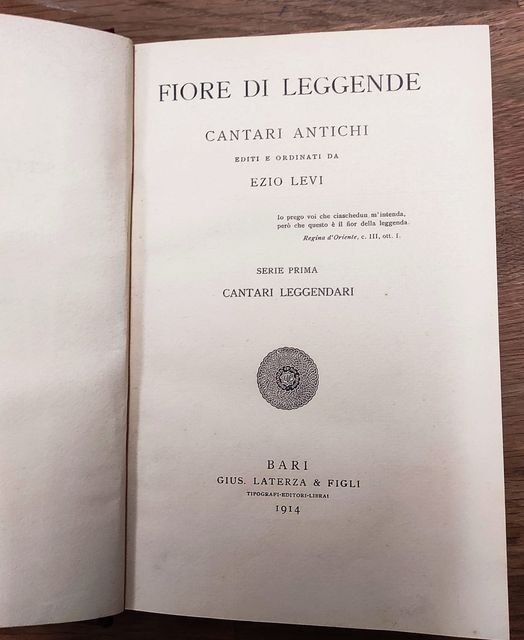 FIORE DI LEGGENDE
CANTARI ANTICHI
EDITI E ORDINATI DA
EZIO LEVI
Io prego voi che ciaschedun m'intenda,
però che questo è il fior della leggenda.
Regina d'Oriente, c. III, ott. I.
SERIE PRIMA
CANTARI LEGGENDARI
BARI
GIUS. LATERZA & FIGLI
TIPOGRAFI-EDITORI-LIBRAI
1914